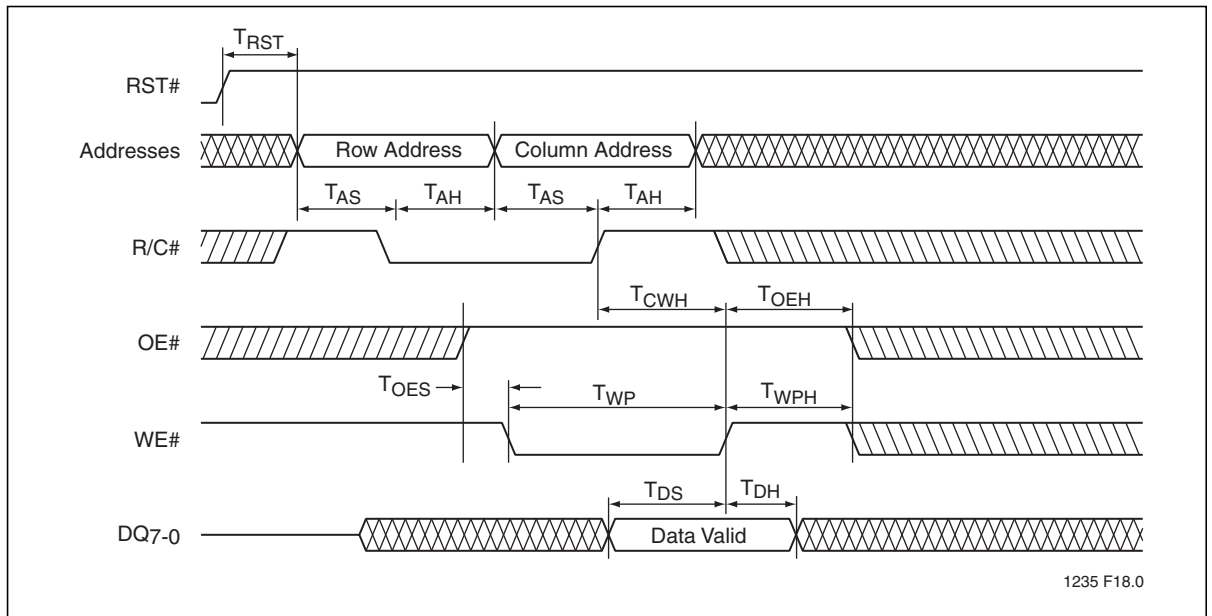 TRST
RST#
Addresses
Row Address
Column Address
TAS
TAH
TAS
TAH
R/C#
TCWH
TOEH
OE#
TOES
TWP
TWPH
WE#
TDS
TDH
DQ7-0
Data Valid
1235 F18.0